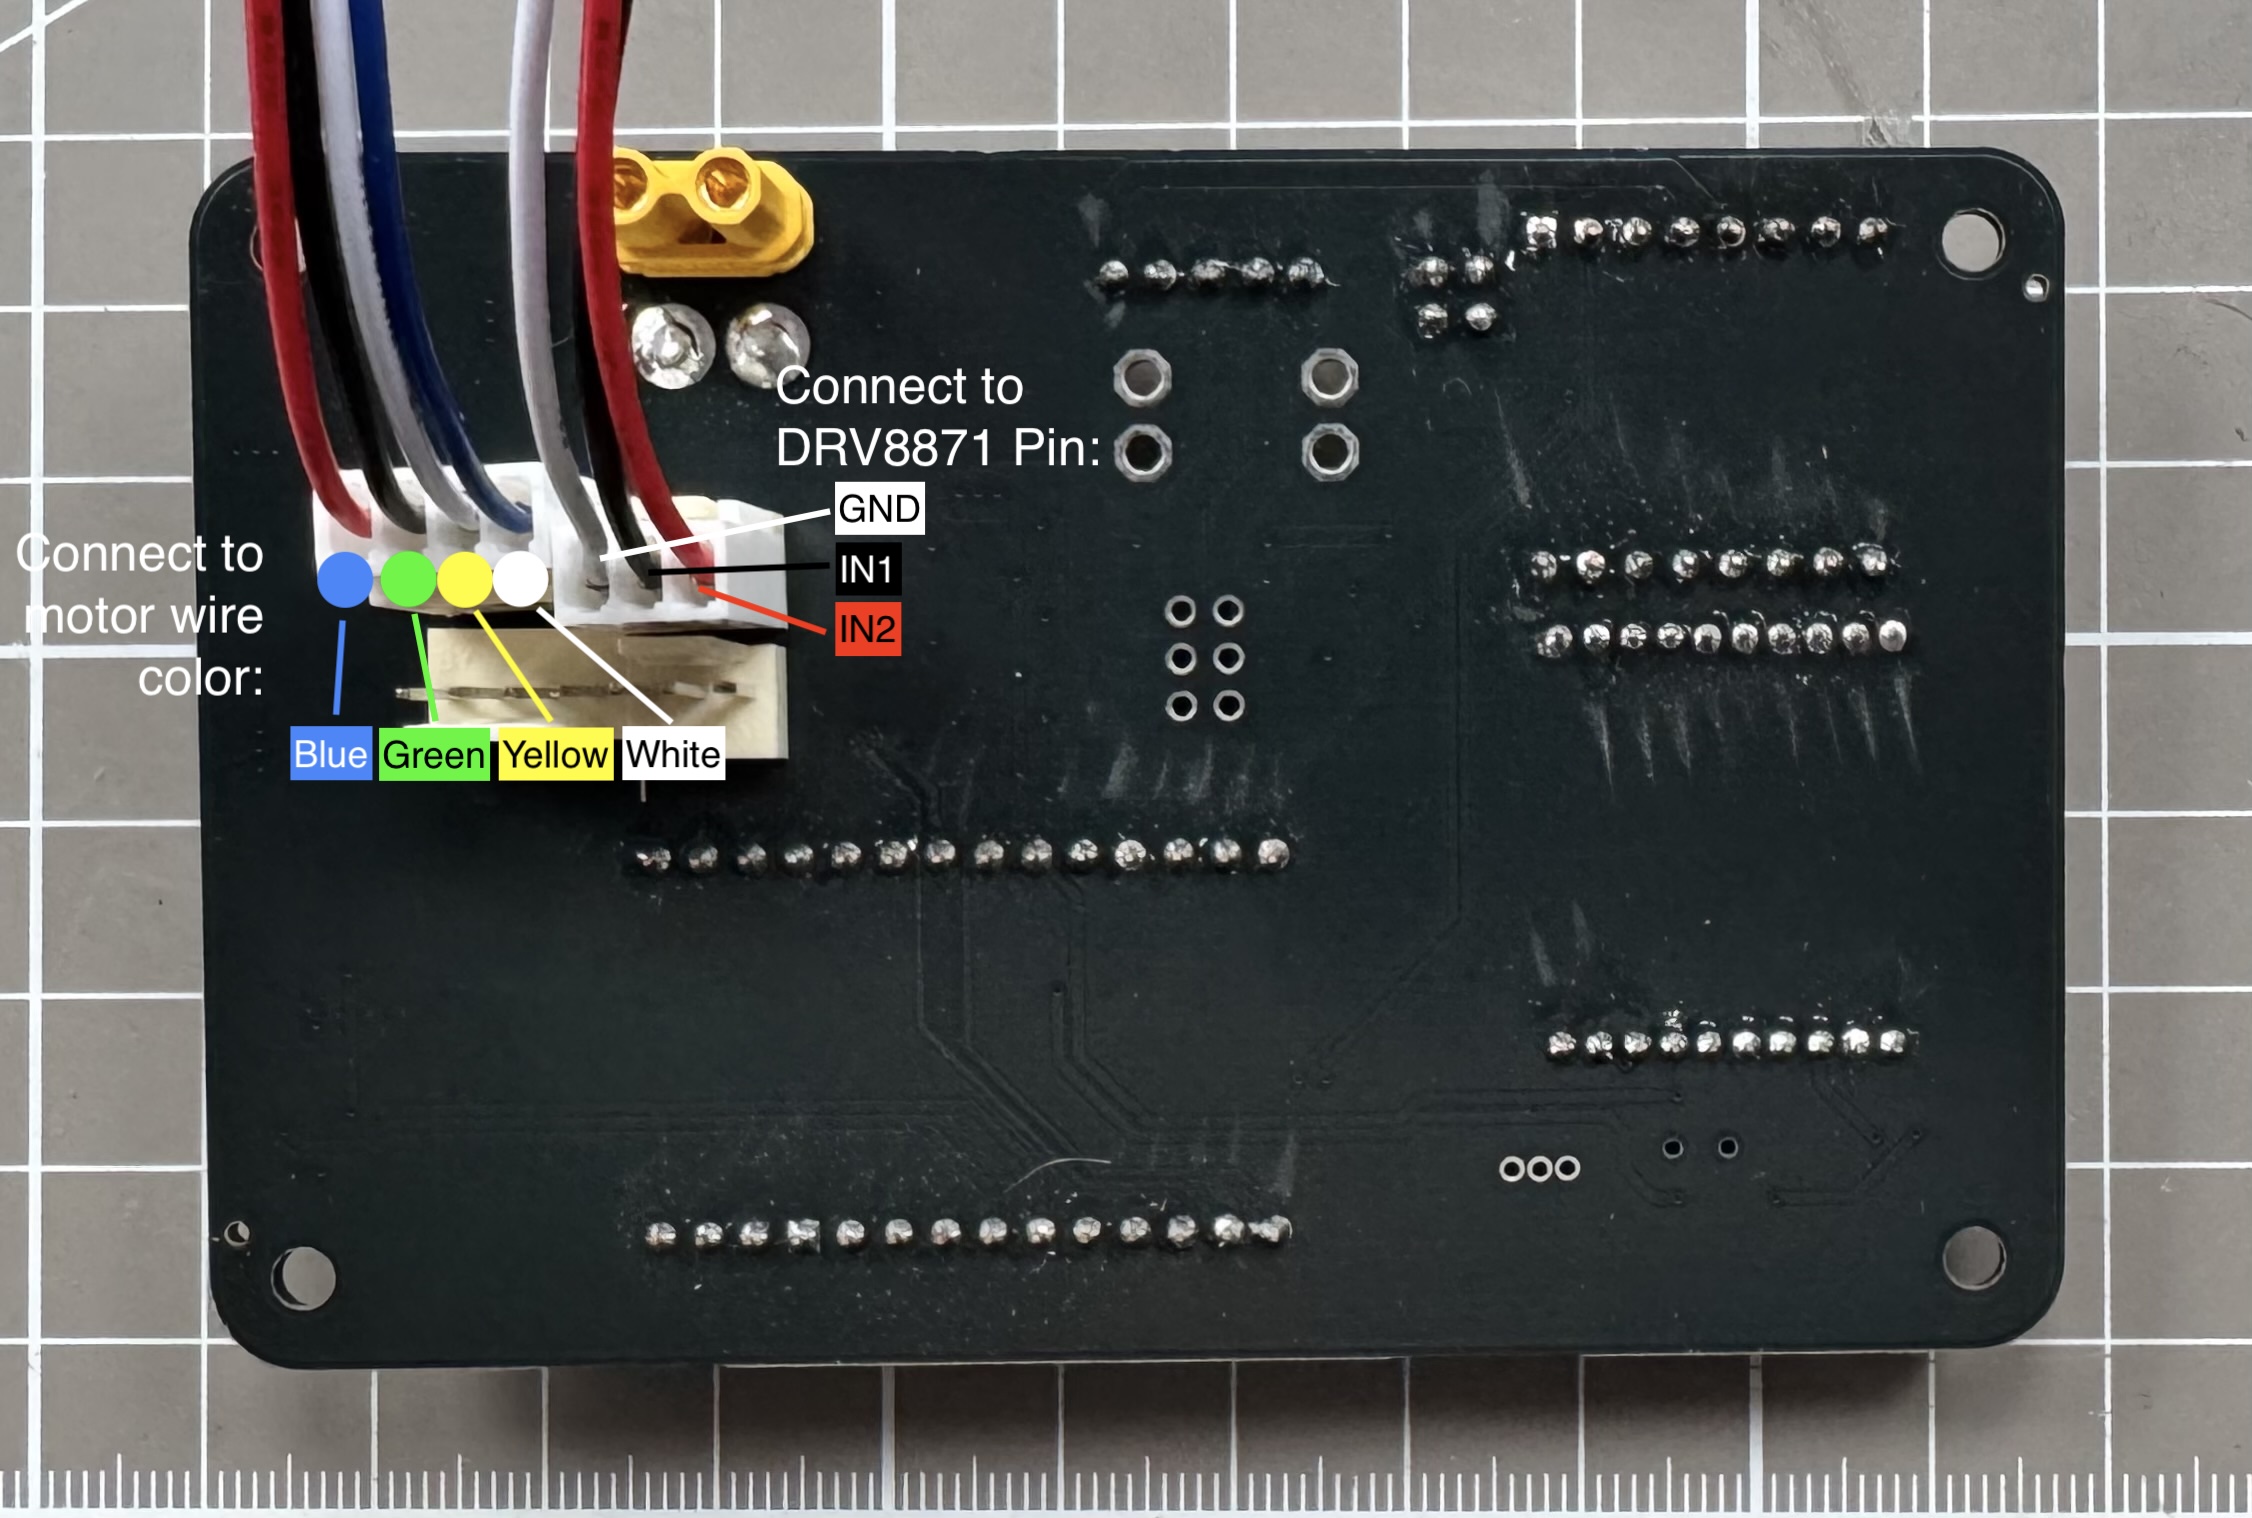 Connect to
DRV8871 Pin:
GND
IN1
IN2
Connect to
motor wire
color:
Blue
Green
Yellow
White